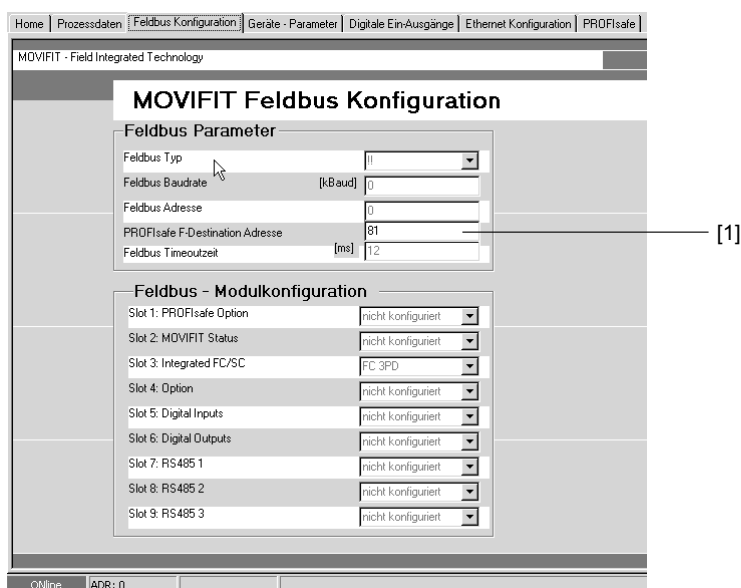 Home Prozessdaten Feldbus Konfiguration Geräte - Parameter Digitale Ein-Ausgänge Ethernet Konfiguration PROFIsafe
MOVIFIT - Field Integrated Technology
MOVIFIT Feldbus Konfiguration
Feldbus Parameter
Feldbus Typ !!
Feldbus Baudrate [kBaud] 0
Feldbus Adresse 0
PROFIsafe F-Destination Adresse 81 [1]
Feldbus Timeoutzeit [ms] 12
Feldbus - Modulkonfiguration
Slot 1: PROFIsafe Option nicht konfiguriert
Slot 2: MOVIFIT Status nicht konfiguriert
Slot 3: Integrated FC/SC FC 3PD
Slot 4: Option nicht konfiguriert
Slot 5: Digital Inputs nicht konfiguriert
Slot 6: Digital Outputs nicht konfiguriert
Slot 7: RS485 1 nicht konfiguriert
Slot 8: RS485 2 nicht konfiguriert
Slot 9: RS485 3 nicht konfiguriert
ONline ADR: 0